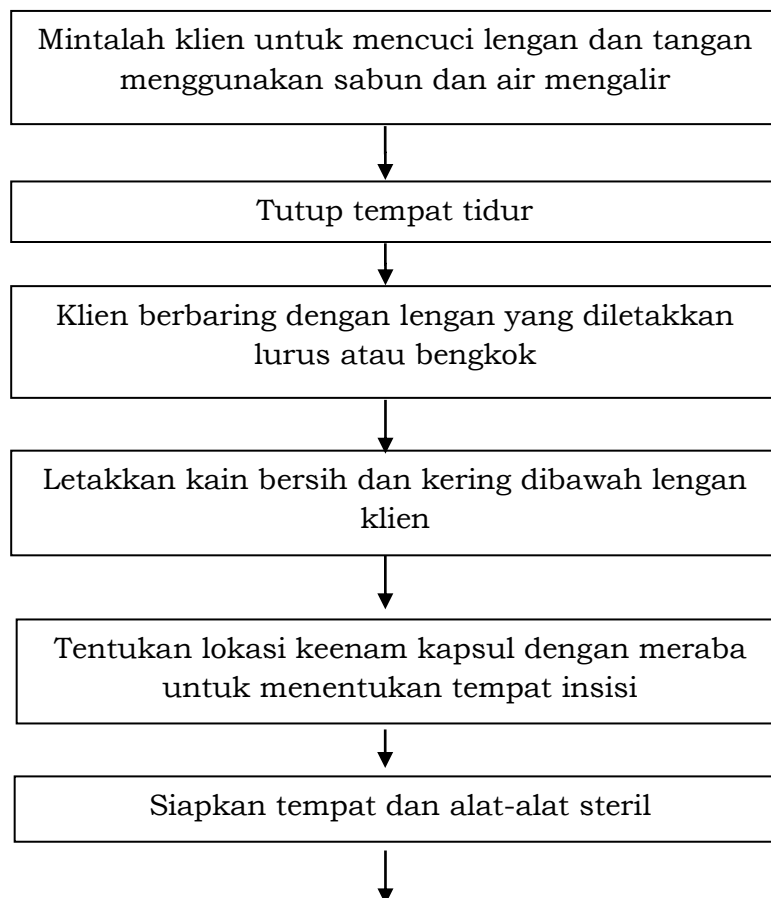 Mintalah klien untuk mencuci lengan dan tangan
menggunakan sabun dan air mengalir
Tutup tempat tidur
Klien berbaring dengan lengan yang diletakkan
lurus atau bengkok
Letakkan kain bersih dan kering dibawah lengan
klien
Tentukan lokasi keenam kapsul dengan meraba
untuk menentukan tempat insisi
Siapkan tempat dan alat-alat steril